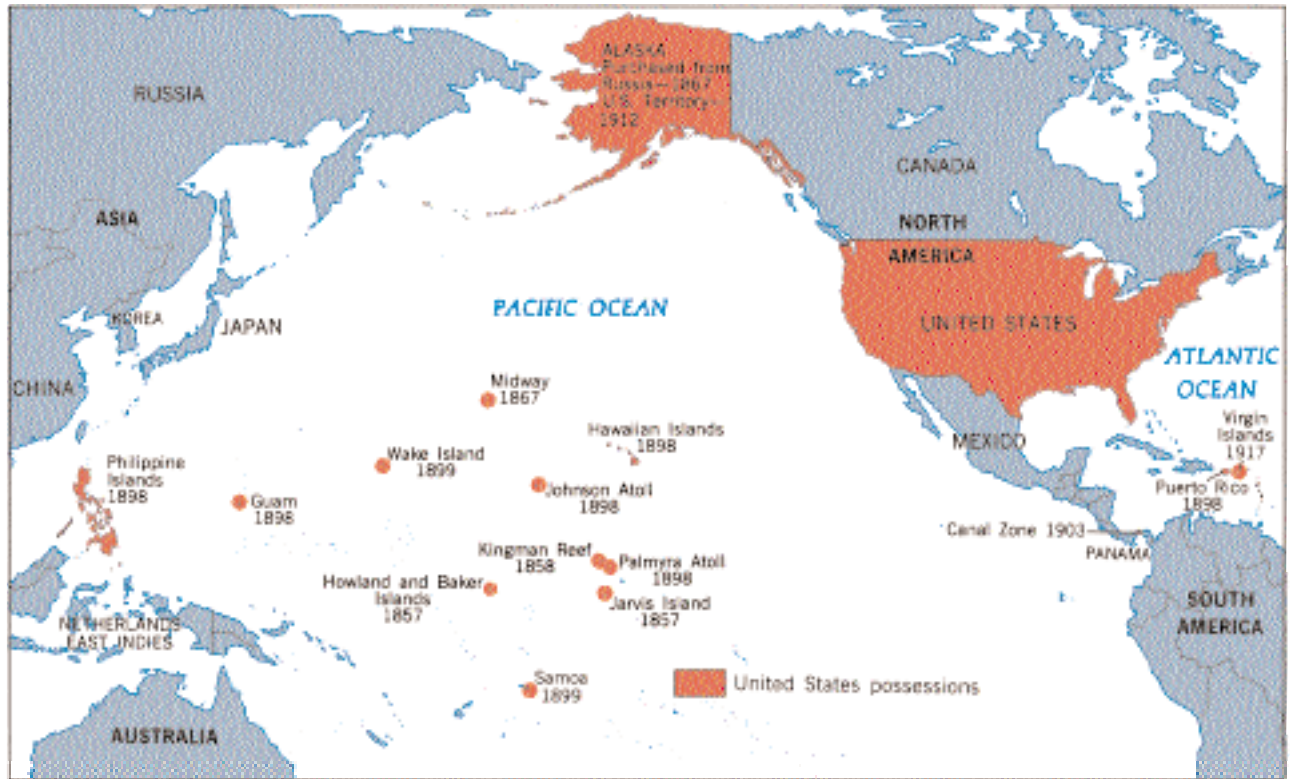 ALASKA
Purchased from
Russia—1867
U.S. Territory—
1912
RUSSIA
CANADA
ASIA
NORTH
AMERICA
PACIFIC OCEAN
KOREA
JAPAN
UNITED STATES
ATLANTIC
OCEAN
CHINA
Midway
1867
Hawaiian Islands
1898
MEXICO
Virgin
Islands
1917
Philippine
Islands
1898
Wake Island
1899
Guam
1898
Johnson Atoll
1898
Puerto Rico
1898
Canal Zone 1903
PANAMA
Kingman Reef
1858
Palmyra Atoll
1898
Howland and Baker
Islands
1857
Jarvis Island
1857
NETHERLANDS
EAST INDIES
SOUTH
AMERICA
Samoa
1899
United States possessions
AUSTRALIA